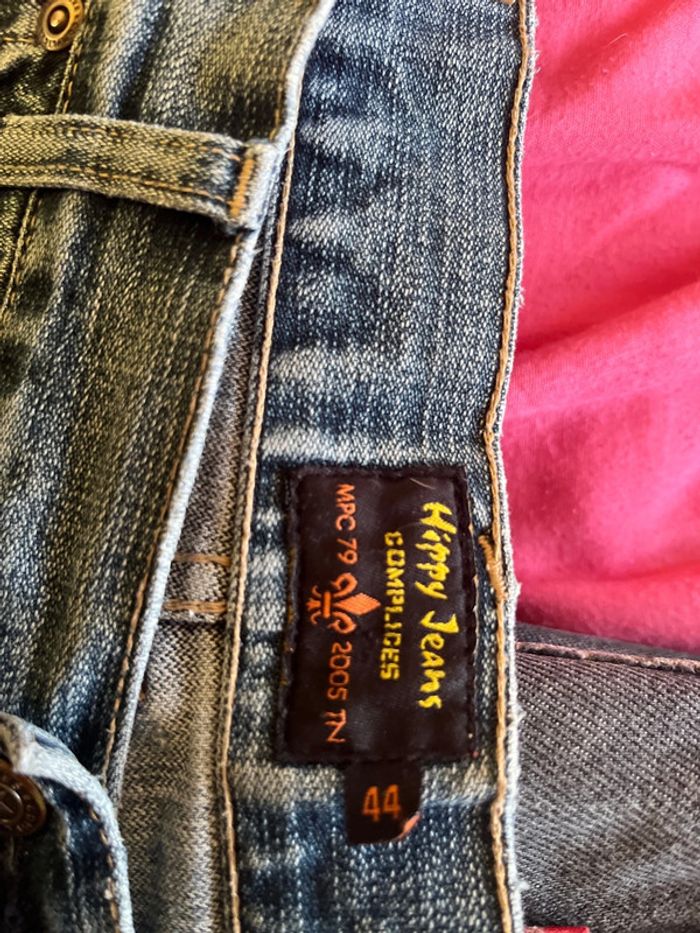 Hippy Jeans
COMPLICES
MPC 79 2005 TN
J&C
44